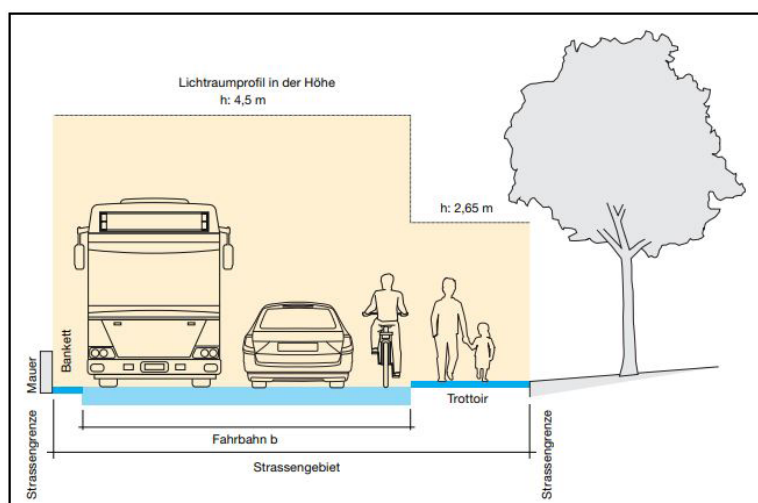 Lichtraumprofil in der Höhe
h: 4,5 m
h: 2,65 m
Mauer
Bankett
Trottoir
Fahrbahn b
Strassengebiet
Strassengrenze
Strassengrenze